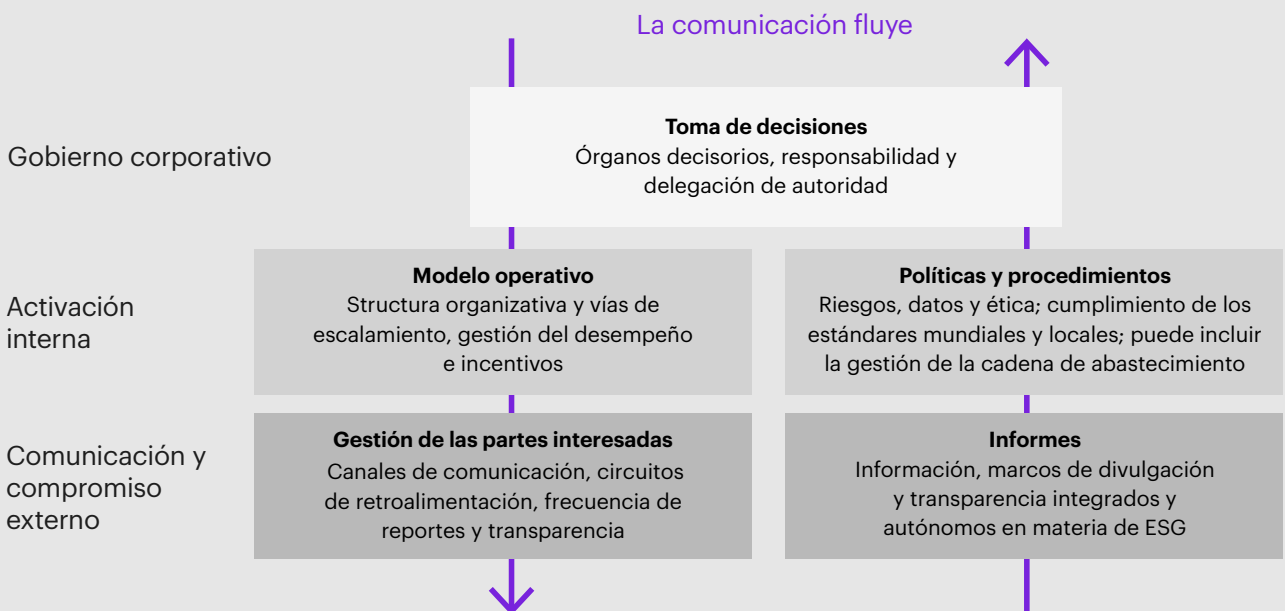 La comunicación fluye
Gobierno corporativo
Toma de decisiones
Órganos decisorios, responsabilidad y
delegación de autoridad
Activación
interna
Modelo operativo
Structura organizativa y vías de
escalamiento, gestión del desempeño
e incentivos
Políticas y procedimientos
Riesgos, datos y ética; cumplimiento de los
estándares mundiales y locales; puede incluir
la gestión de la cadena de abastecimiento
Comunicación y
compromiso
externo
Gestión de las partes interesadas
Canales de comunicación, circuitos
de retroalimentación, frecuencia de
reportes y transparencia
Informes
Información, marcos de divulgación
y transparencia integrados y
autónomos en materia de ESG